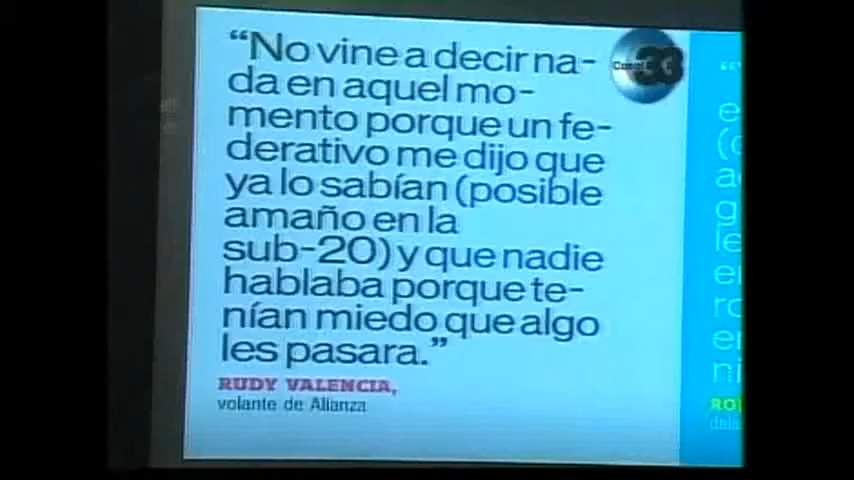 “No vine a decir na-
da en aquel mo-
mento porque un fe-
derativo me dijo que
ya lo sabían (posible
amaño en la
sub-20) y que nadie
hablaba porque te-
nían miedo que algo
les pasara.”
RUDY VALENCIA,
volante de Alianza
Canal 33